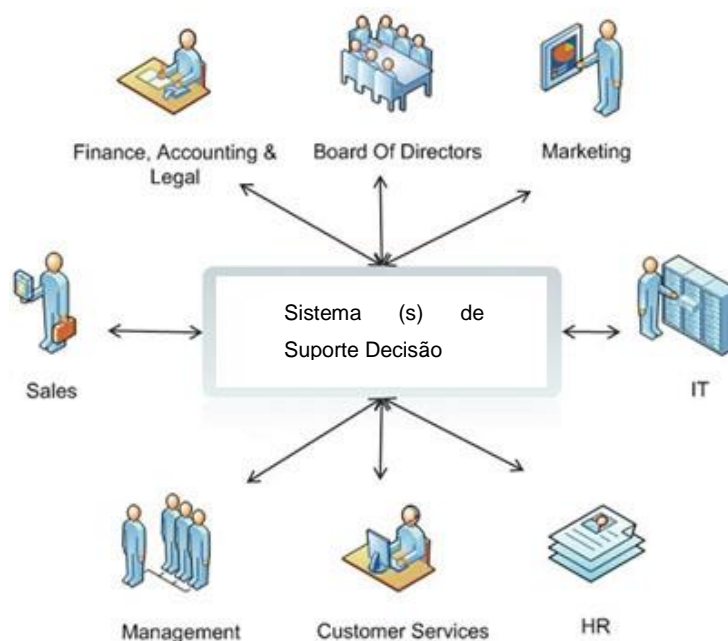 Finance, Accounting &
Legal
Board Of Directors
Marketing
Sistema (s) de
Suporte Decisão
Sales
IT
Management
Customer Services
HR